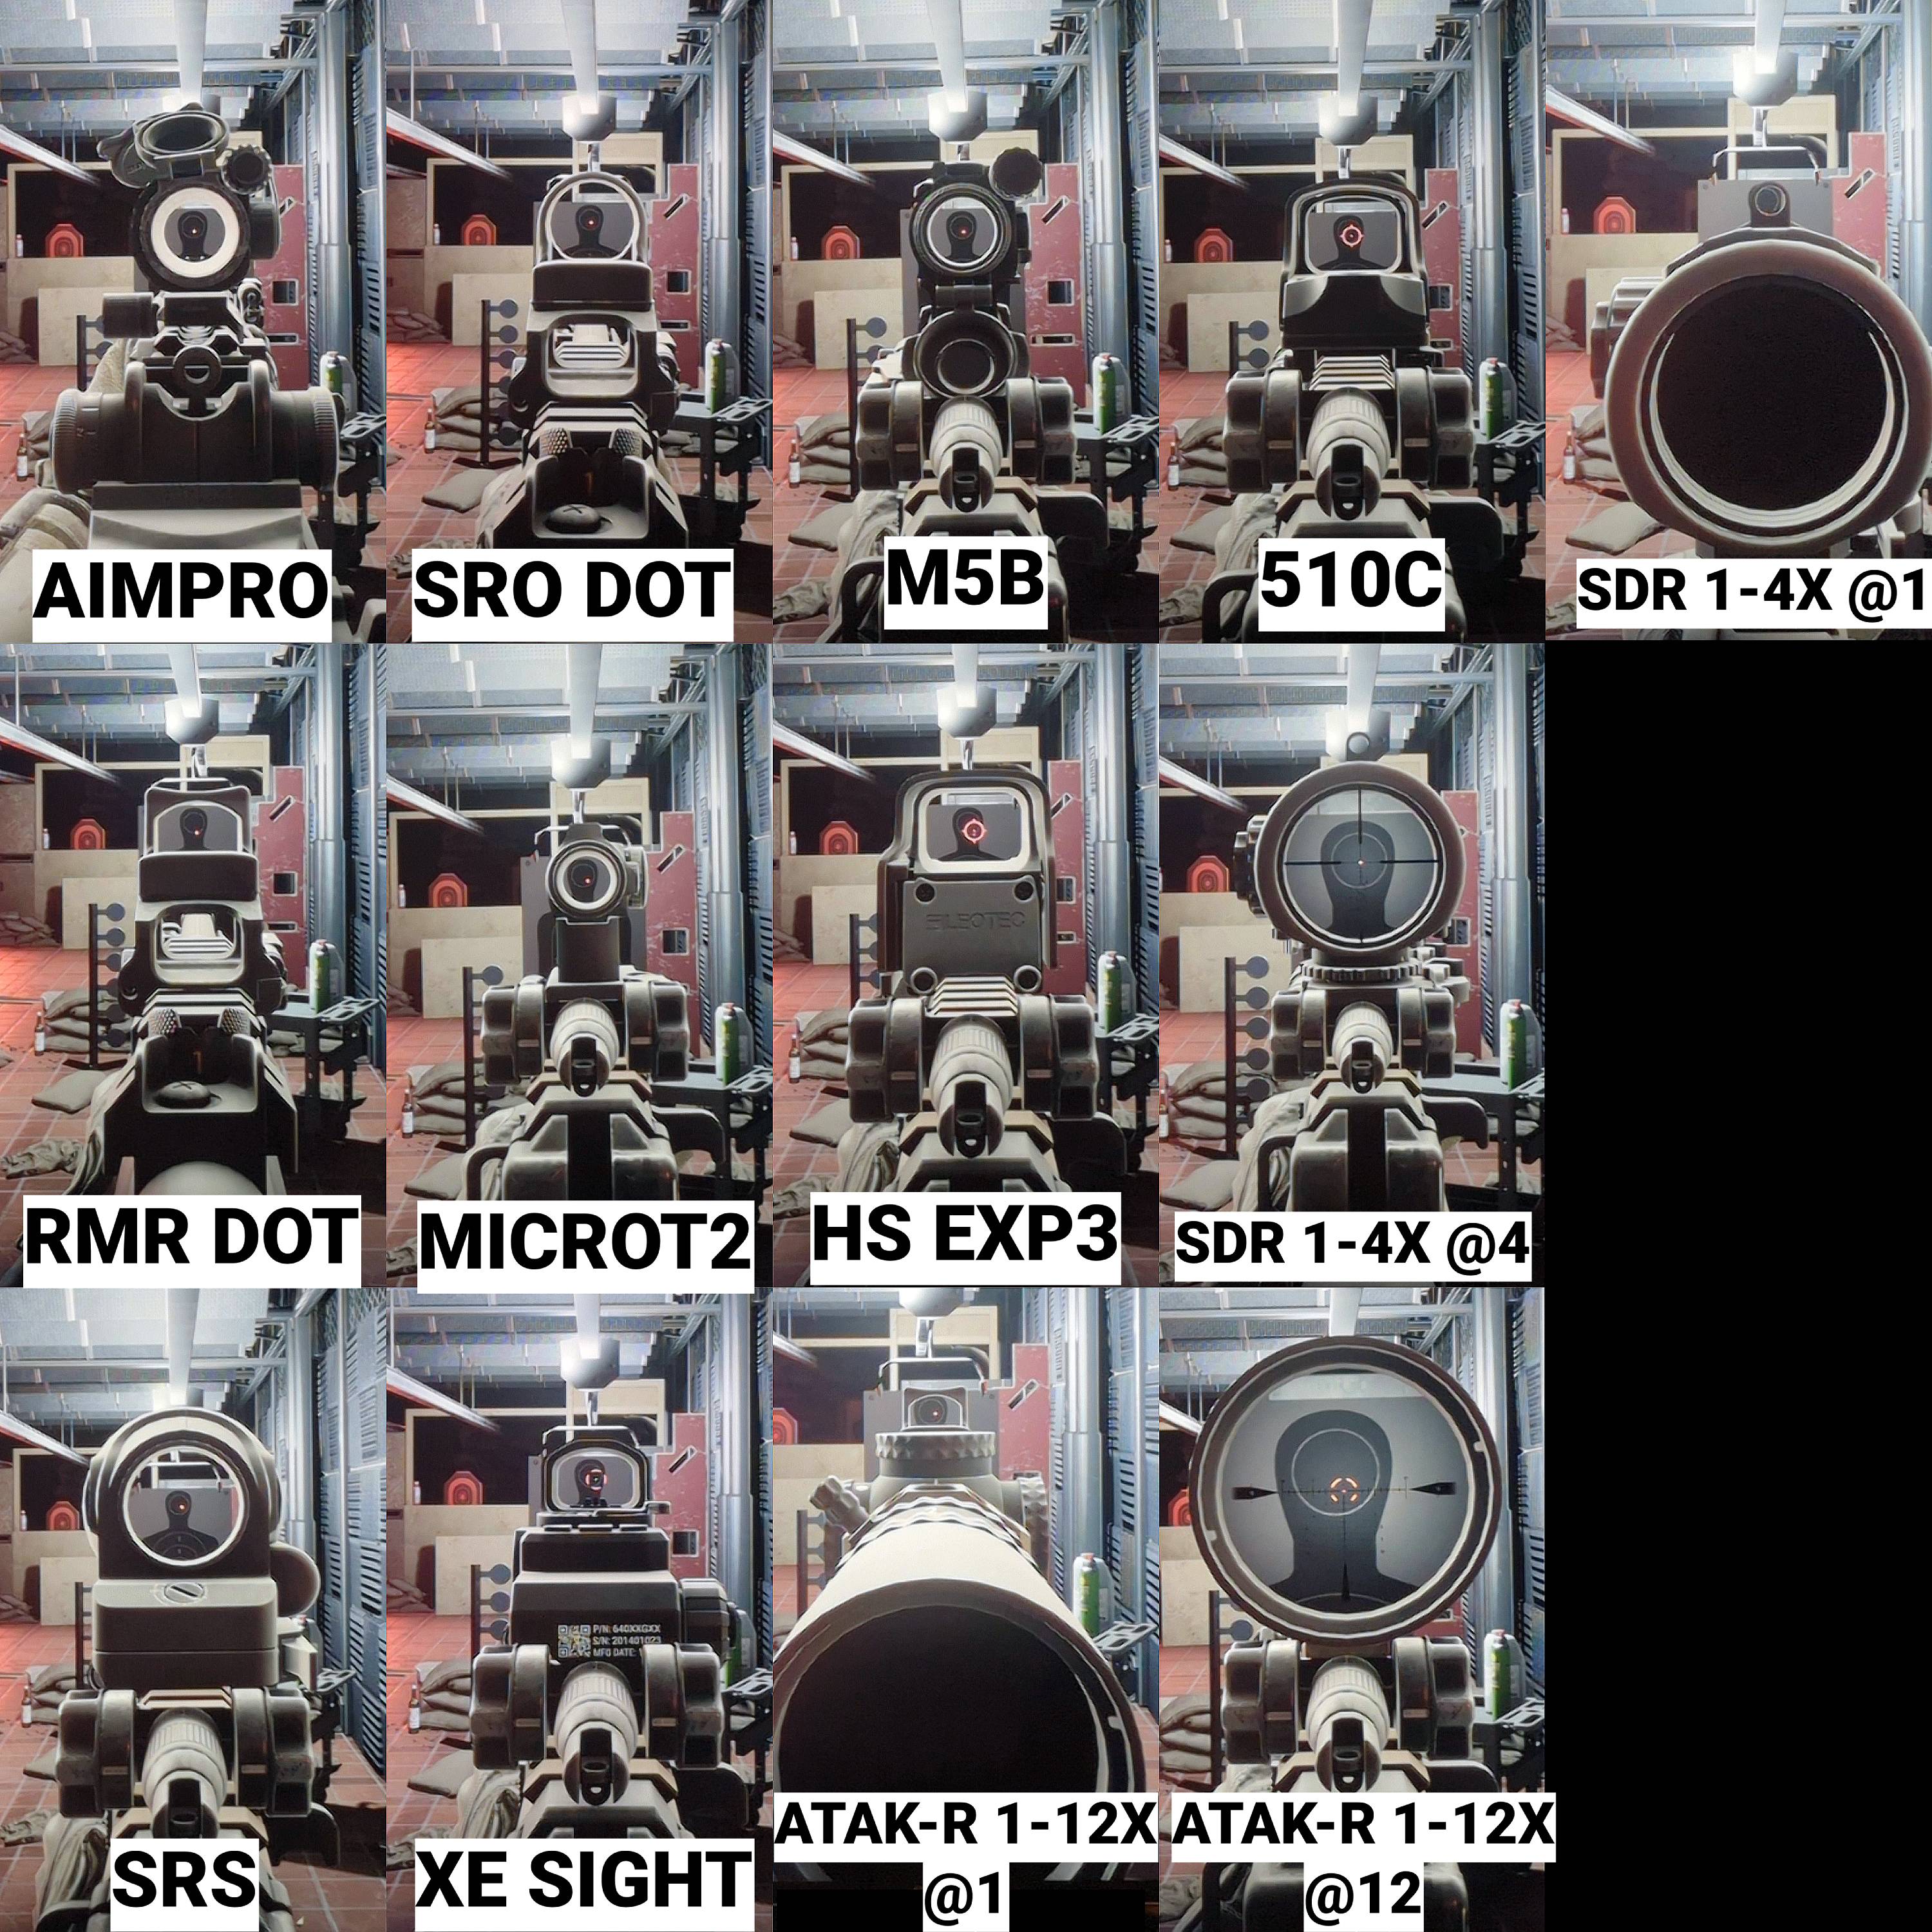 AIMPRO
SRO DOT
M5B
510C
SDR 1-4X @1
RMR DOT
MICROT2
EILEOTEC
HS EXP3
SDR 1-4X @4
SRS
P/N: 640XXGXX
S/N: 201401023
MFG DATE:
XE SIGHT
ATAK-R 1-12X
@1
ATAK-R 1-12X
@12